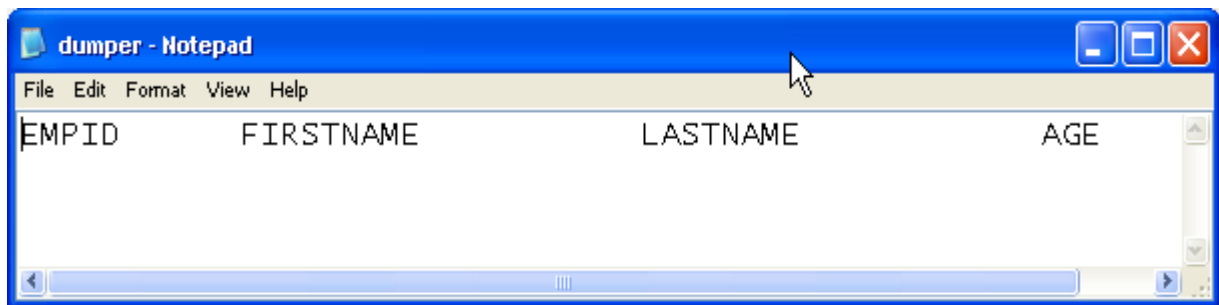 dumper - Notepad
File Edit Format View Help
EMPID FIRSTNAME LASTNAME AGE